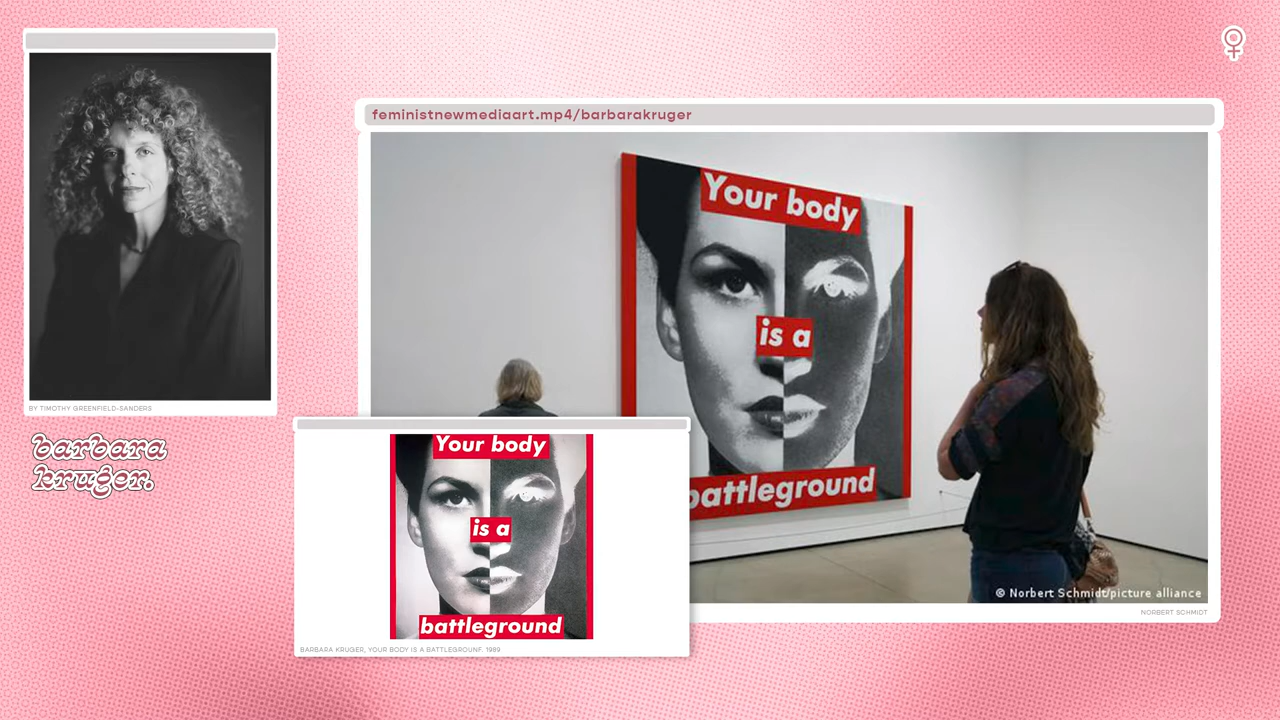 feministnewmediaart.mp4/barbarakruger
Your body
is a
battleground
© Norbert Schmidt/picture alliance
NORBERT SCHMIDT
BY TIMOTHY GREENFIELD-SANDERS
barbara
kruger.
Your body
is a
battleground
BARBARA KRUGER, YOUR BODY IS A BATTLEGROUNF. 1989